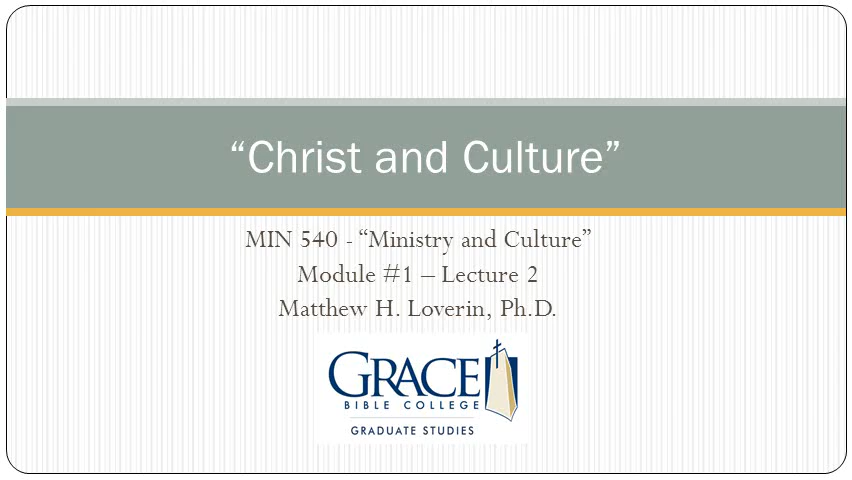 “Christ and Culture”
MIN 540 - “Ministry and Culture”
Module #1 – Lecture 2
Matthew H. Loverin, Ph.D.
GRACE
BIBLE COLLEGE
GRADUATE STUDIES